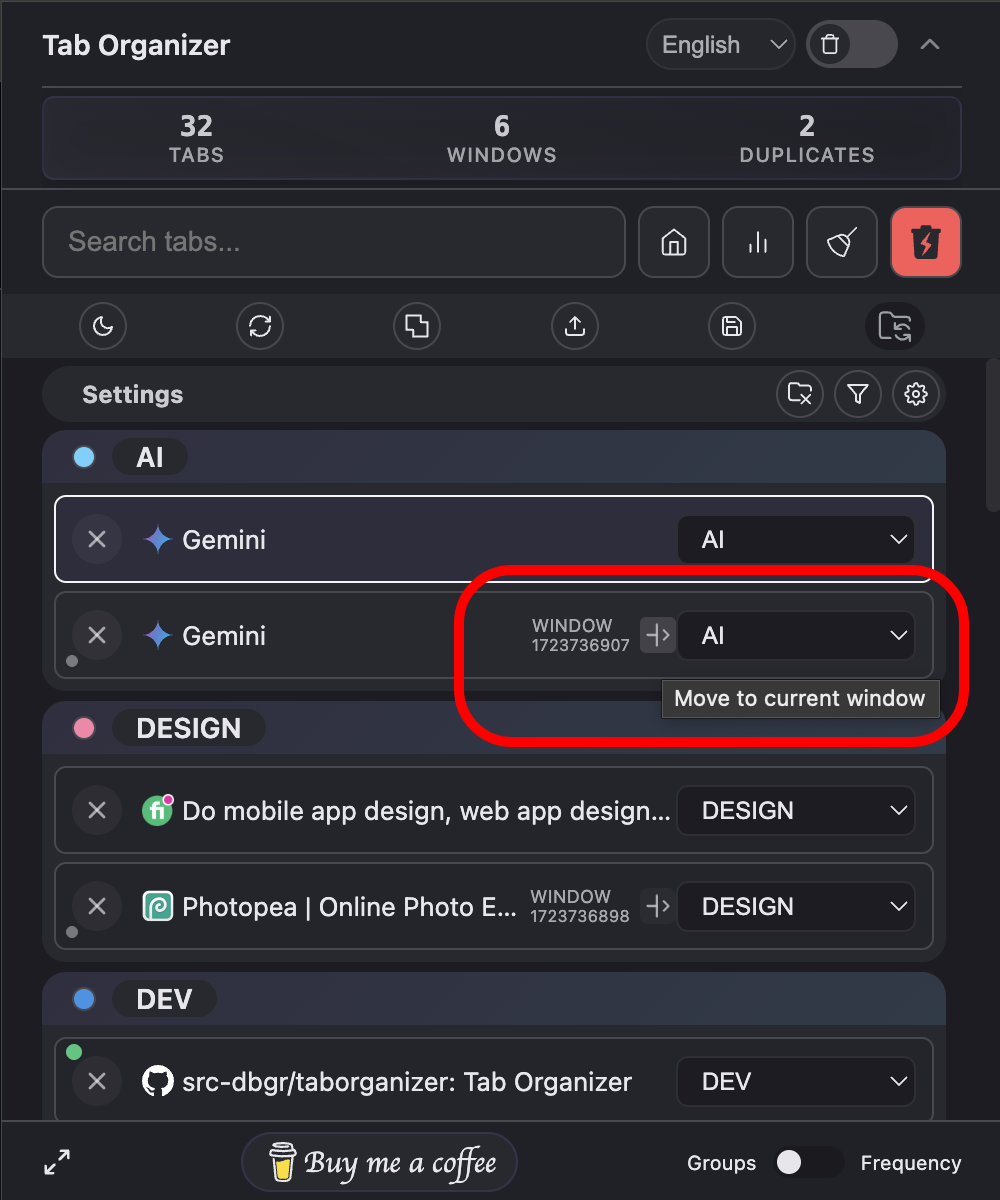 Tab Organizer
English
32
TABS
6
WINDOWS
2
DUPLICATES
Search tabs...
Settings
AI
Gemini
AI
Gemini
WINDOW
1723736907
AI
Move to current window
DESIGN
fi
Do mobile app design, web app design...
DESIGN
Photopea | Online Photo E...
WINDOW
1723736898
DESIGN
DEV
src-dbgr/taborganizer: Tab Organizer
DEV
Buy me a coffee
Groups
Frequency